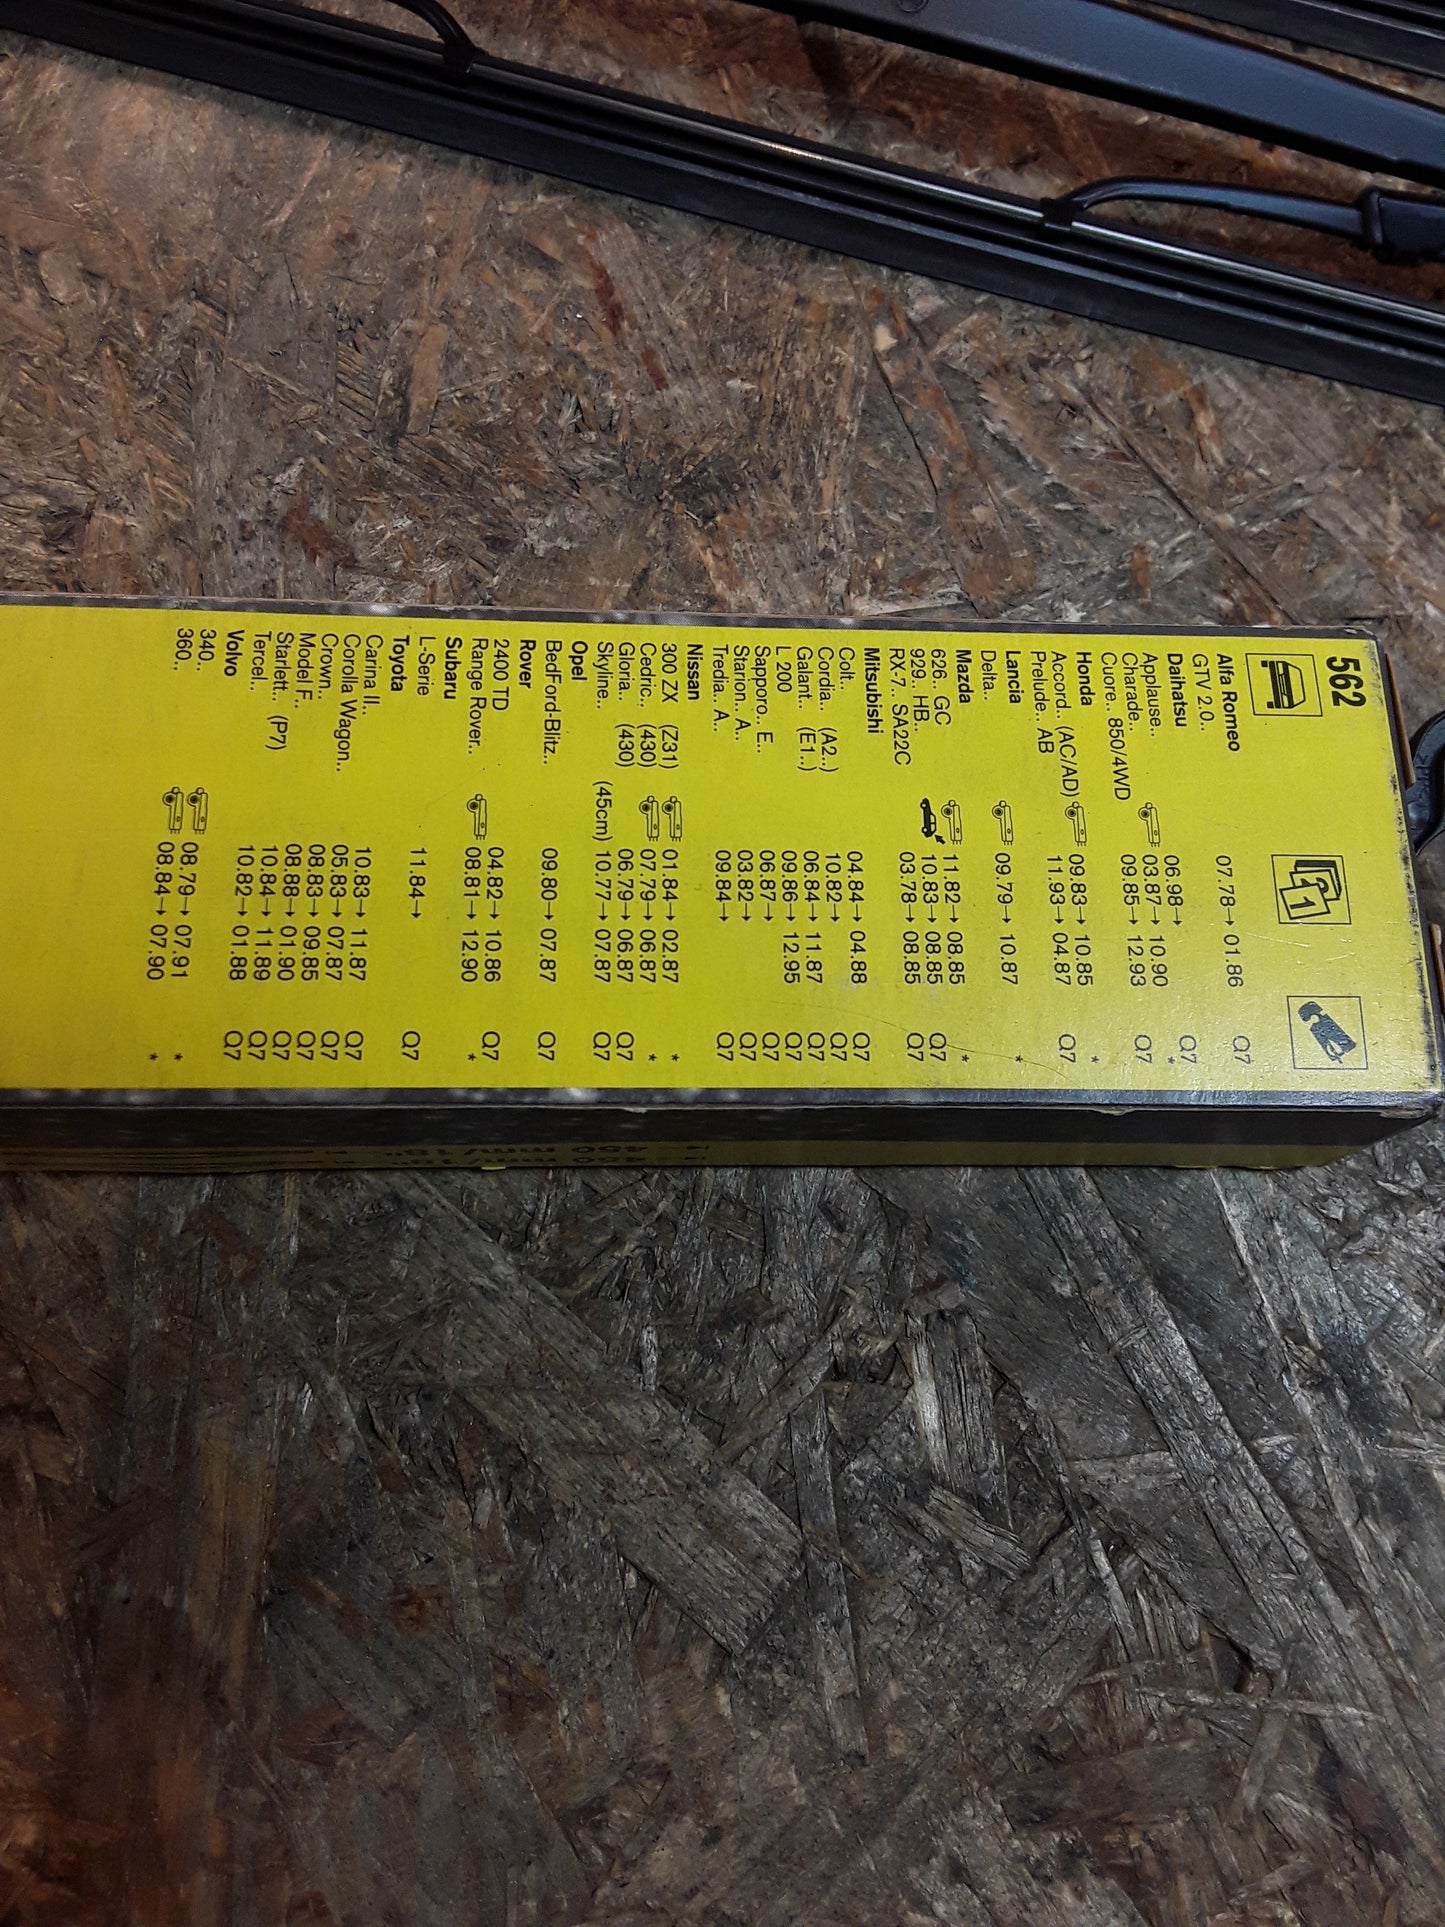 562
1
Alfa Romeo
GTV 2.0.. 07.78→ 01.86 Q7
Daihatsu
Applause.. 06.98→ Q7
Charade.. 03.87→ 10.90 *
Cuore.. 850/4WD 09.85→ 12.93 Q7
Honda
Accord.. (AC/AD) 09.83→ 10.85 *
Prelude.. AB 11.93→ 04.87 Q7
Lancia
Delta.. 09.79→ 10.87 *
Mazda
626.. GC 11.82→ 08.85 *
929.. HB.. 10.83→ 08.85 Q7
RX-7.. SA22C 03.78→ 08.85 Q7
Mitsubishi
Colt.. 04.84→ 04.88 Q7
Cordia.. (A2..) 10.82→ Q7
Galant.. (E1..) 06.84→ 11.87 Q7
L 200 09.86→ 12.95 Q7
Sapporo.. E.. 06.87→ Q7
Starion.. A.. 03.82→ Q7
Tredia.. A.. 09.84→ Q7
Nissan
300 ZX (Z31) 01.84→ 02.87 *
Cedric.. (430) 07.79→ 06.87 *
Gloria.. (430) 06.79→ 06.87 Q7
Skyline.. (45cm) 10.77→ 07.87 Q7
Opel
BedFord-Blitz.. 09.80→ 07.87 Q7
Rover
2400 TD 04.82→ 10.86 Q7
Range Rover.. 08.81→ 12.90 *
Subaru
L-Serie 11.84→ Q7
Toyota
Carina II.. 10.83→ 11.87 Q7
Corolla Wagon.. 05.83→ 07.87 Q7
Crown.. 08.83→ 09.85 Q7
Model F.. 08.88→ 01.90 Q7
Starlett.. (P7) 10.84→ 11.89 Q7
Tercel.. 10.82→ 01.88 Q7
Volvo
340.. 08.79→ 07.91 *
360.. 08.84→ 07.90 *
450 mm/18"